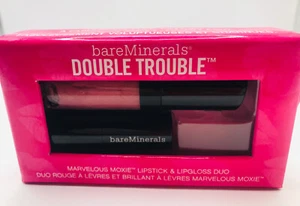 bareMinerals®
DOUBLE TROUBLE™
bareMinerals
MARVELOUS MOXIE™ LIPSTICK & LIPGLOSS DUO
DUO ROUGE À LÈVRES ET BRILLANT À LÈVRES MARVELOUS MOXIE™